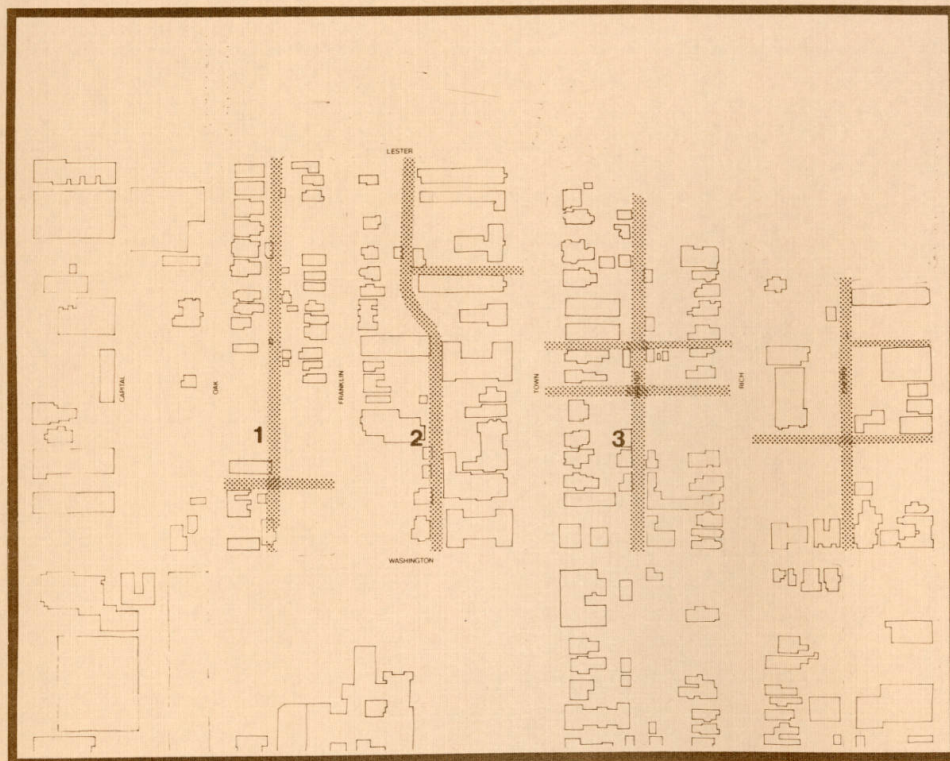 LESTER
CAPITAL
OAK
FRANKLIN
TOWN
RICH
1
2
3
WASHINGTON